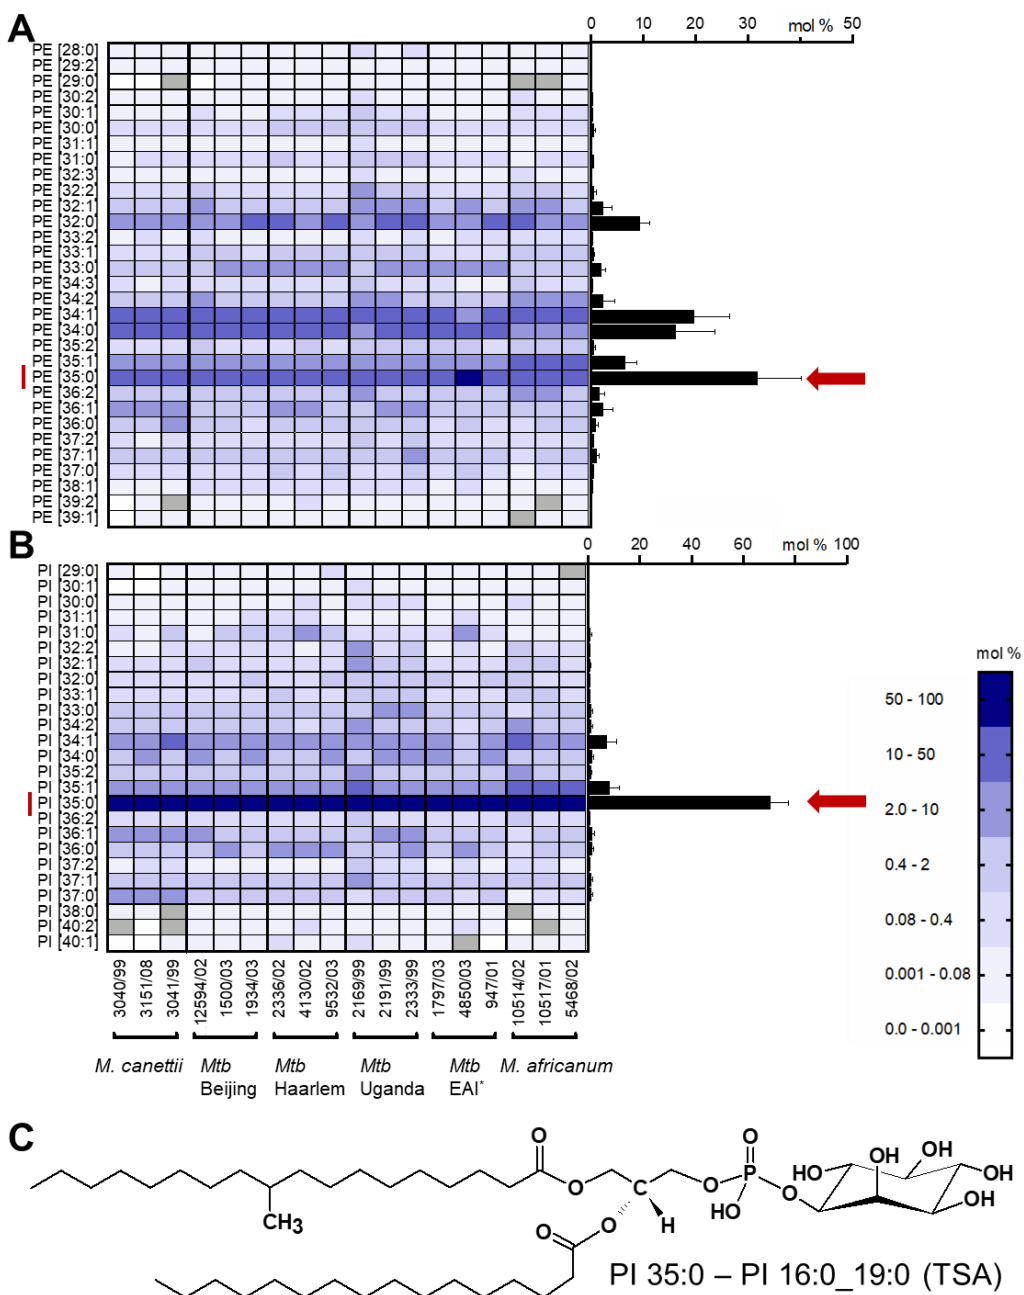 A
0 10 20 30 mol % 50
PE [28:0]
PE [29:2]
PE [29:0]
PE [30:2]
PE [30:1]
PE [30:0]
PE [31:1]
PE [31:0]
PE [32:3]
PE [32:2]
PE [32:1]
PE [32:0]
PE [33:2]
PE [33:1]
PE [33:0]
PE [34:3]
PE [34:2]
PE [34:1]
PE [34:0]
PE [35:2]
PE [35:1]
PE [35:0]
PE [36:2]
PE [36:1]
PE [36:0]
PE [37:2]
PE [37:1]
PE [37:0]
PE [38:1]
PE [39:2]
PE [39:1]
B
0 20 40 60 mol % 100
PI [29:0]
PI [30:1]
PI [30:0]
PI [31:1]
PI [31:0]
PI [32:2]
PI [32:1]
PI [32:0]
PI [33:1]
PI [33:0]
PI [34:2]
PI [34:1]
PI [34:0]
PI [35:2]
PI [35:1]
PI [35:0]
PI [36:2]
PI [36:1]
PI [36:0]
PI [37:2]
PI [37:1]
PI [37:0]
PI [38:0]
PI [40:2]
PI [40:1]
mol %
50 - 100
10 - 50
2.0 - 10
0.4 - 2
0.08 - 0.4
0.001 - 0.08
0.0 - 0.001
3040/99
3151/08
3041/99
12594/02
1500/03
1934/03
2336/02
4130/02
9532/03
2169/99
2191/99
2333/99
1797/03
4850/03
947/01
10514/02
10517/01
5468/02
M. canettii
Mtb
Beijing
Mtb
Haarlem
Mtb
Uganda
Mtb
EAI*
M. africanum
C
O
O
CH3
O
O
H
O
O
P
HO
O
HO
OH
OH
OH
OH
PI 35:0 – PI 16:0_19:0 (TSA)